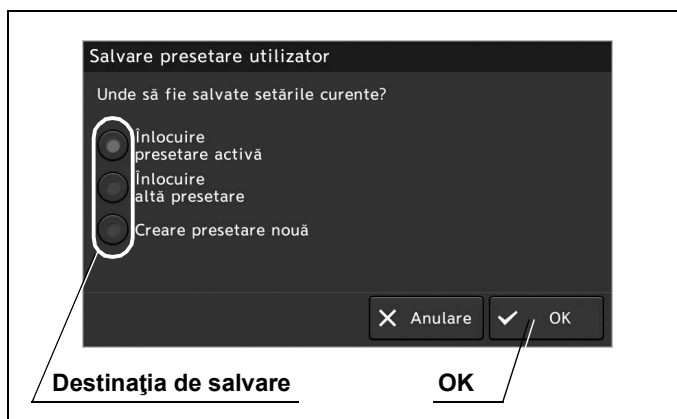 Salvare presetare utilizator
Unde să fie salvate setările curente?
Înlocuire
presetare activă
Înlocuire
altă presetare
Creare presetare nouă
Anulare
OK
Destinaţia de salvare
OK